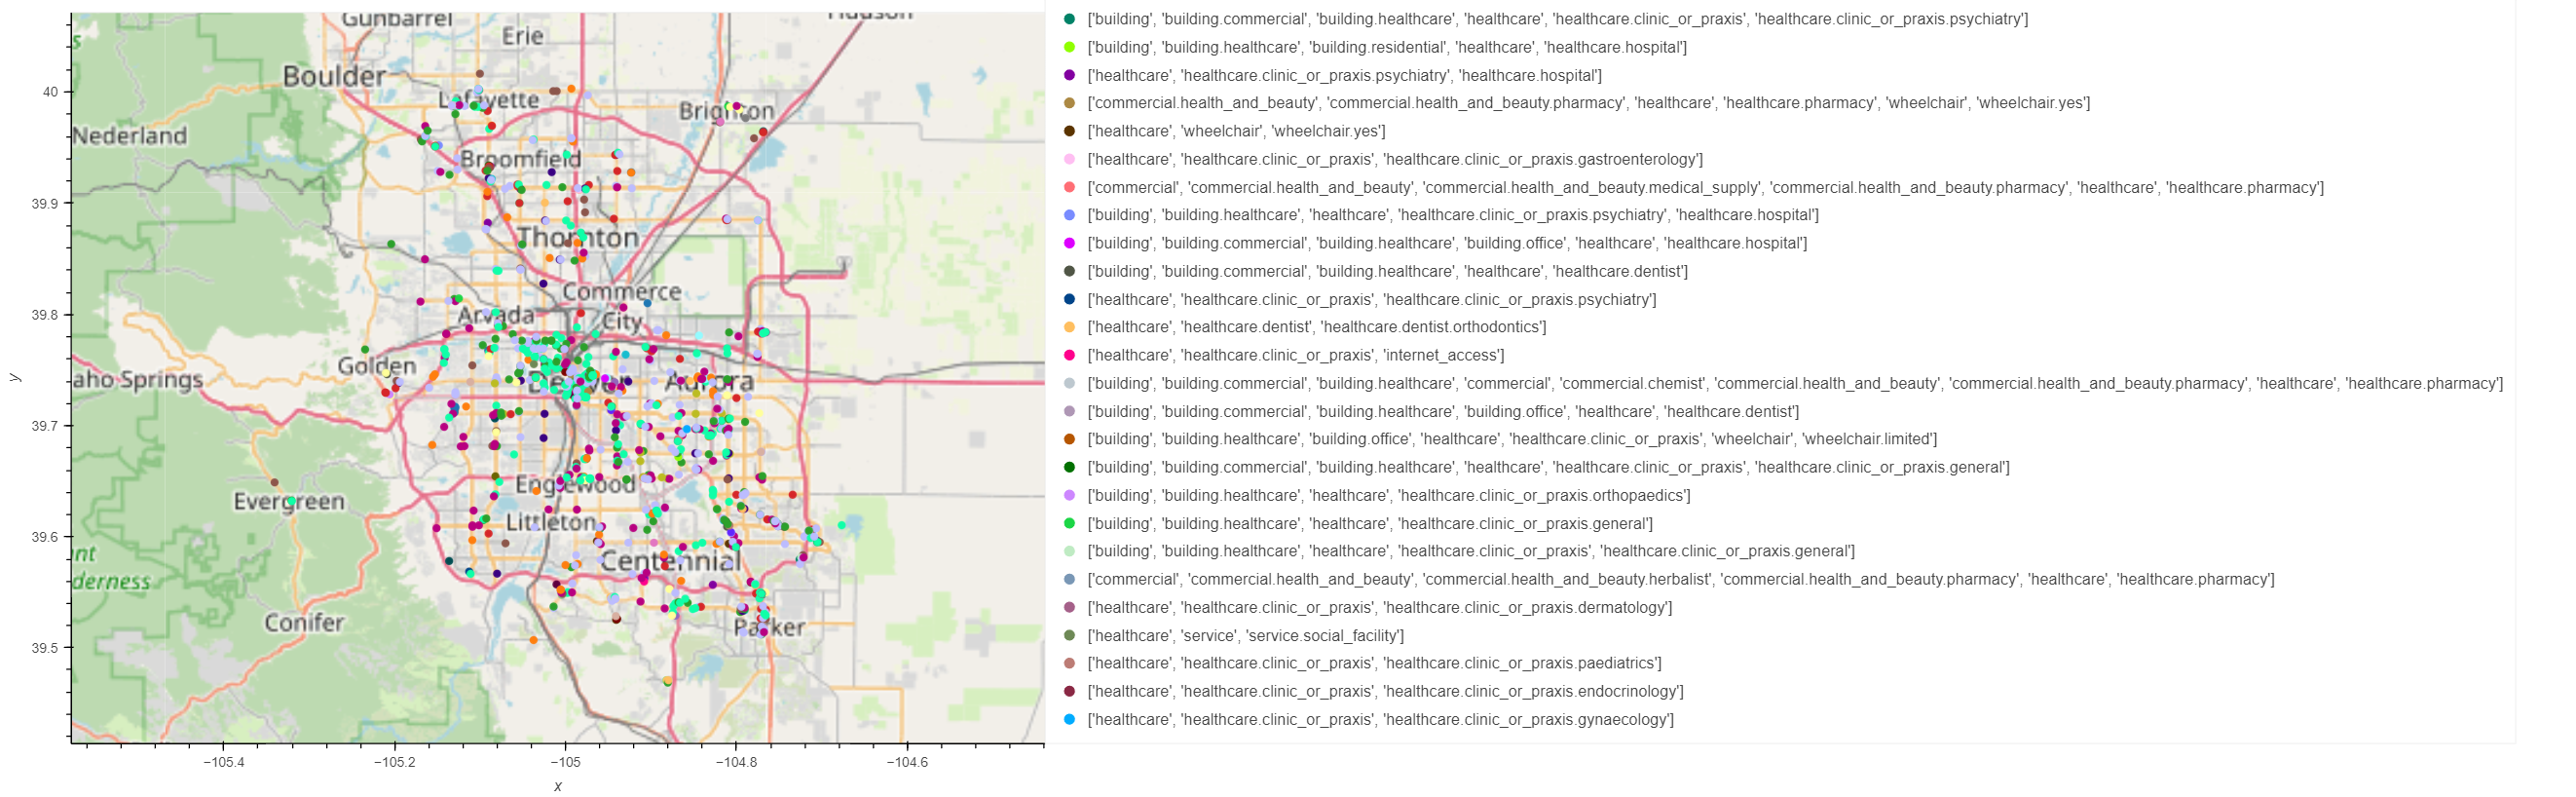 Gunbarrel
Erie
Boulder
Lafayette
40
Brighton
Nederland
Broomfield
39.9
Thornton
Commerce
City
39.8
Arvada
Golden
aho Springs
Denver
Aurora
39.7
Englewood
Evergreen
Littleton
39.6
Centennial
nt
derness
Conifer
Parker
39.5
y
−105.4
−105.2
−105
−104.8
−104.6
x
['building', 'building.commercial', 'building.healthcare', 'healthcare', 'healthcare.clinic_or_praxis', 'healthcare.clinic_or_praxis.psychiatry']
['building', 'building.healthcare', 'building.residential', 'healthcare', 'healthcare.hospital']
['healthcare', 'healthcare.clinic_or_praxis.psychiatry', 'healthcare.hospital']
['commercial.health_and_beauty', 'commercial.health_and_beauty.pharmacy', 'healthcare', 'healthcare.pharmacy', 'wheelchair', 'wheelchair.yes']
['healthcare', 'wheelchair', 'wheelchair.yes']
['healthcare', 'healthcare.clinic_or_praxis', 'healthcare.clinic_or_praxis.gastroenterology']
['commercial', 'commercial.health_and_beauty', 'commercial.health_and_beauty.medical_supply', 'commercial.health_and_beauty.pharmacy', 'healthcare', 'healthcare.pharmacy']
['building', 'building.healthcare', 'healthcare', 'healthcare.clinic_or_praxis.psychiatry', 'healthcare.hospital']
['building', 'building.commercial', 'building.healthcare', 'building.office', 'healthcare', 'healthcare.hospital']
['building', 'building.commercial', 'building.healthcare', 'healthcare', 'healthcare.dentist']
['healthcare', 'healthcare.clinic_or_praxis', 'healthcare.clinic_or_praxis.psychiatry']
['healthcare', 'healthcare.dentist', 'healthcare.dentist.orthodontics']
['healthcare', 'healthcare.clinic_or_praxis', 'internet_access']
['building', 'building.commercial', 'building.healthcare', 'commercial', 'commercial.chemist', 'commercial.health_and_beauty', 'commercial.health_and_beauty.pharmacy', 'healthcare', 'healthcare.pharmacy']
['building', 'building.commercial', 'building.healthcare', 'building.office', 'healthcare', 'healthcare.dentist']
['building', 'building.healthcare', 'building.office', 'healthcare', 'healthcare.clinic_or_praxis', 'wheelchair', 'wheelchair.limited']
['building', 'building.commercial', 'building.healthcare', 'healthcare', 'healthcare.clinic_or_praxis', 'healthcare.clinic_or_praxis.general']
['building', 'building.healthcare', 'healthcare', 'healthcare.clinic_or_praxis.orthopaedics']
['building', 'building.healthcare', 'healthcare', 'healthcare.clinic_or_praxis.general']
['building', 'building.healthcare', 'healthcare', 'healthcare.clinic_or_praxis', 'healthcare.clinic_or_praxis.general']
['commercial', 'commercial.health_and_beauty', 'commercial.health_and_beauty.herbalist', 'commercial.health_and_beauty.pharmacy', 'healthcare', 'healthcare.pharmacy']
['healthcare', 'healthcare.clinic_or_praxis', 'healthcare.clinic_or_praxis.dermatology']
['healthcare', 'service', 'service.social_facility']
['healthcare', 'healthcare.clinic_or_praxis', 'healthcare.clinic_or_praxis.paediatrics']
['healthcare', 'healthcare.clinic_or_praxis', 'healthcare.clinic_or_praxis.endocrinology']
['healthcare', 'healthcare.clinic_or_praxis', 'healthcare.clinic_or_praxis.gynaecology']